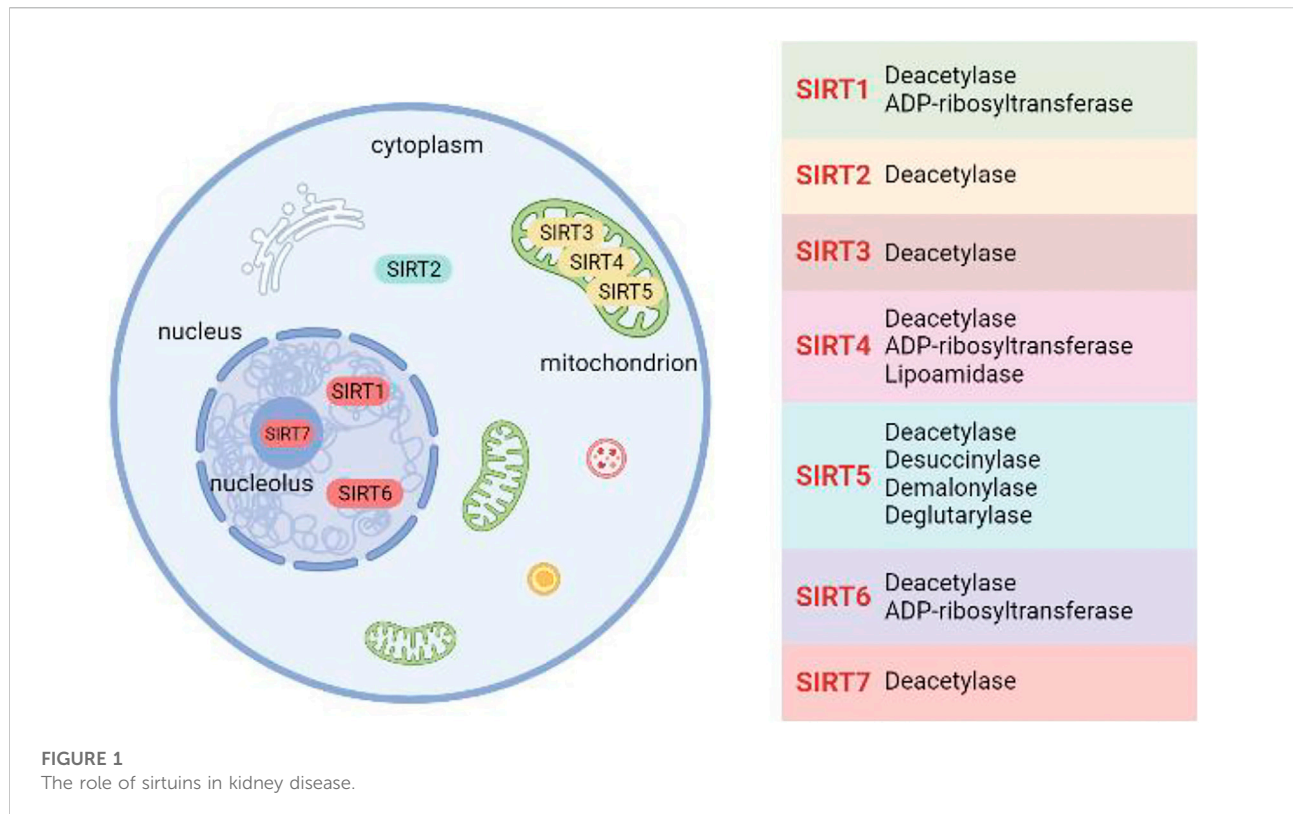 cytoplasm
SIRT3
SIRT4
SIRT5
SIRT2
nucleus
mitochondrion
SIRT1
SIRT7
nucleolus
SIRT6
SIRT1 Deacetylase
ADP-ribosyltransferase
SIRT2 Deacetylase
SIRT3 Deacetylase
SIRT4 Deacetylase
ADP-ribosyltransferase
Lipoamidase
SIRT5 Deacetylase
Desuccinylase
Demalonylase
Deglutarylase
SIRT6 Deacetylase
ADP-ribosyltransferase
SIRT7 Deacetylase
FIGURE 1
The role of sirtuins in kidney disease.